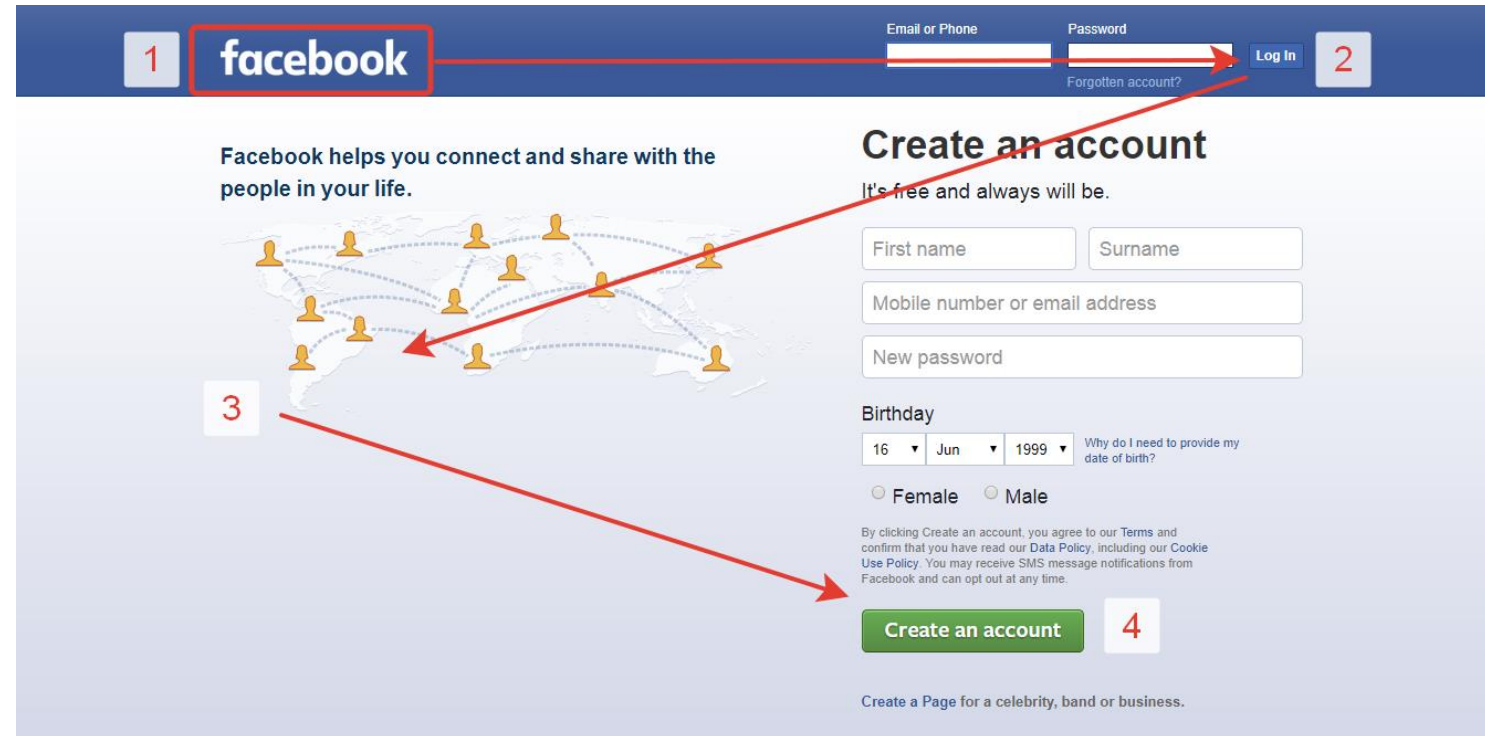 1
facebook
Email or Phone
Password
Log In
2
Forgotten account?
Facebook helps you connect and share with the
people in your life.
3
Create an account
It's free and always will be.
First name
Surname
Mobile number or email address
New password
Birthday
16 Jun 1999
Why do I need to provide my
date of birth?
Female Male
By clicking Create an account, you agree to our Terms and
confirm that you have read our Data Policy, including our Cookie
Use Policy. You may receive SMS message notifications from
Facebook and can opt out at any time.
Create an account
4
Create a Page for a celebrity, band or business.